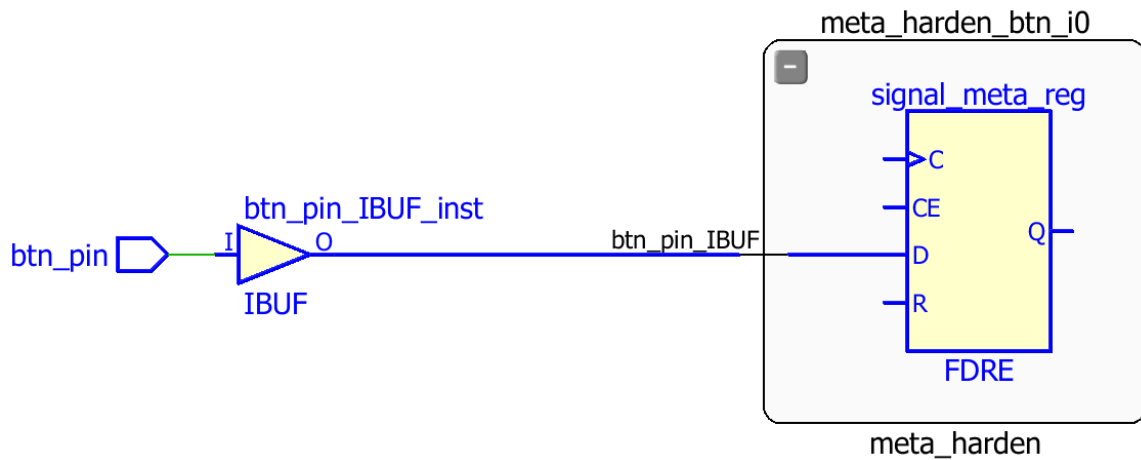 meta_harden_btn_i0
signal_meta_reg
C
btn_pin_IBUF_inst
CE
btn_pin_IBUF
Q
btn_pin
I
O
D
IBUF
R
FDRE
meta_harden